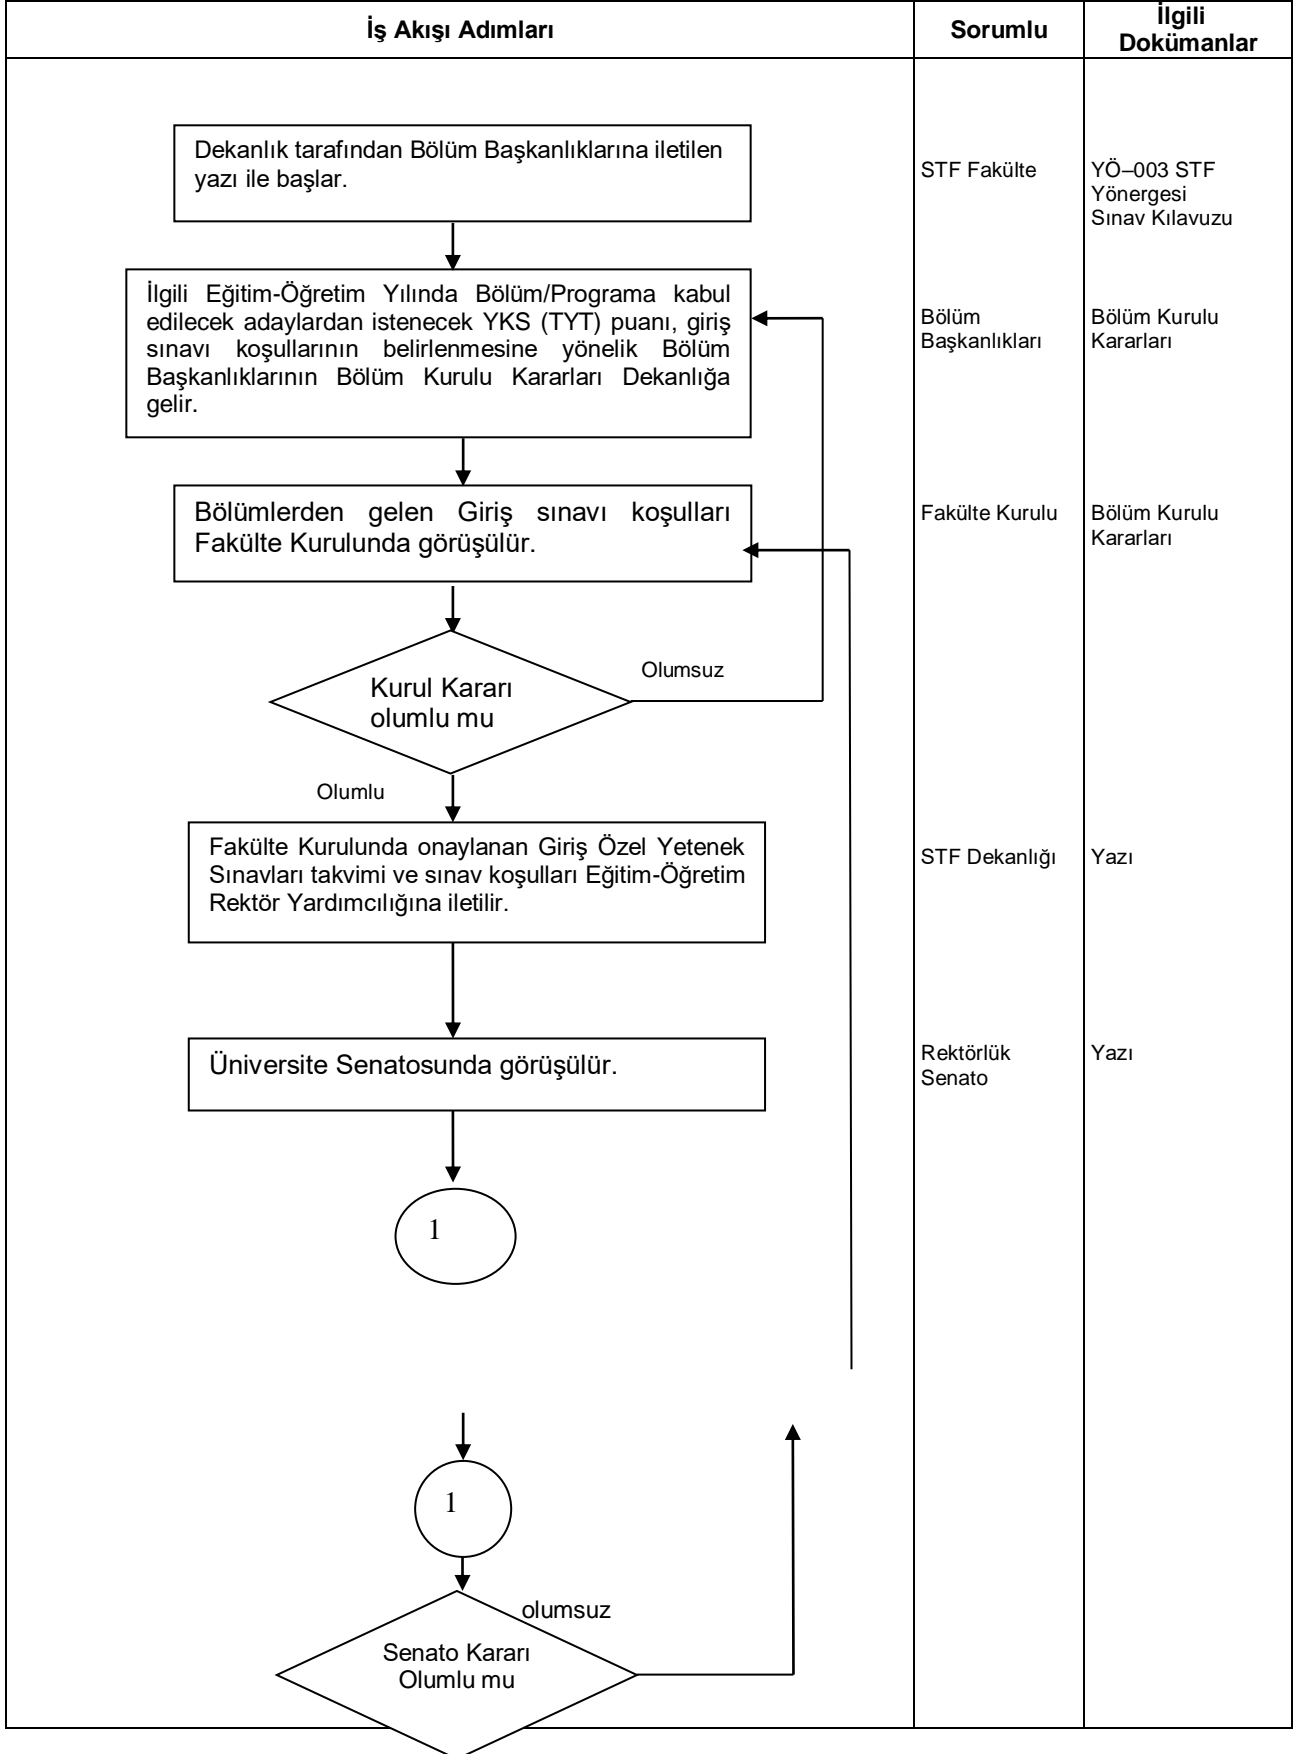 İş Akışı Adımları
Sorumlu
İlgili
Dokümanlar
Dekanlık tarafından Bölüm Başkanlıklarına iletilen
yazı ile başlar.
STF Fakülte
YÖ–003 STF
Yönergesi
Sınav Kılavuzu
İlgili Eğitim-Öğretim Yılında Bölüm/Programa kabul
edilecek adaylardan istenecek YKS (TYT) puanı, giriş
sınavı koşullarının belirlenmesine yönelik Bölüm
Başkanlıklarının Bölüm Kurulu Kararları Dekanlığa
gelir.
Bölüm
Başkanlıkları
Bölüm Kurulu
Kararları
Bölümlerden gelen Giriş sınavı koşulları
Fakülte Kurulunda görüşülür.
Fakülte Kurulu
Bölüm Kurulu
Kararları
Olumsuz
Kurul Kararı
olumlu mu
Olumlu
Fakülte Kurulunda onaylanan Giriş Özel Yetenek
Sınavları takvimi ve sınav koşulları Eğitim-Öğretim
Rektör Yardımcılığına iletilir.
STF Dekanlığı
Yazı
Üniversite Senatosunda görüşülür.
Rektörlük
Senato
Yazı
1
1
olumsuz
Senato Kararı
Olumlu mu